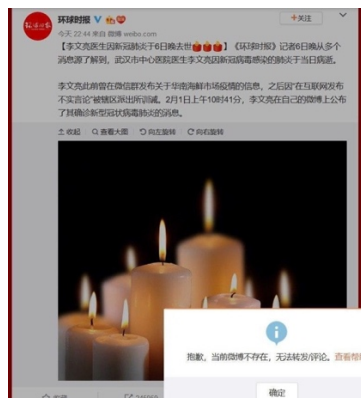 环球时报
+关注
今天 22:44 来自 微博 weibo.com
【李文亮医生因新冠肺炎于6日晚去世】《环球时报》记者6日晚从多个
消息源了解到，武汉市中心医院医生李文亮因新冠病毒感染的肺炎于当日病逝。
李文亮此前曾在微信群发布关于华南海鲜市场疫情的信息，之后因“在互联网发布
不实言论”被辖区派出所训诫。2月1日上午10时41分，李文亮在自己的微博上公布
了其确诊新型冠状病毒肺炎的消息。
收起 查看大图 向左旋转 向右旋转
抱歉，当前微博不存在，无法转发/评论。查看帮
确定